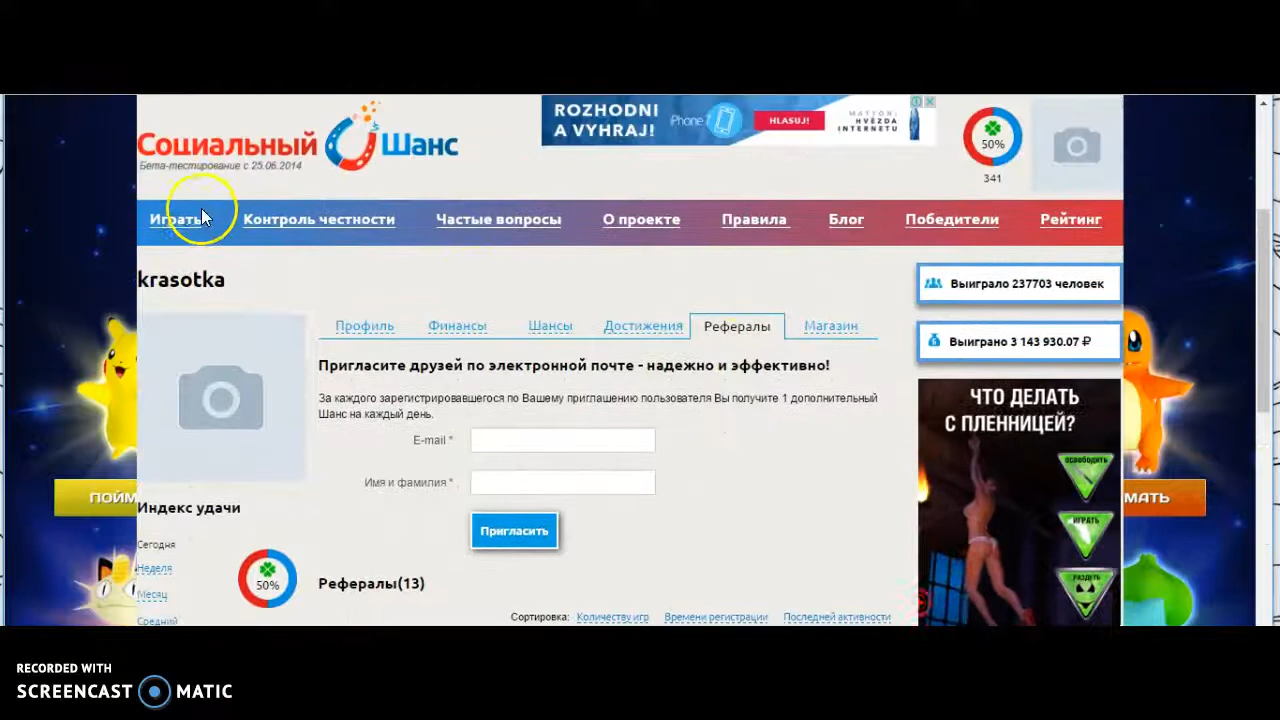 Социальный Шанс
Бета-тестирование с 25.06.2014
ROZHODNI
A VYHRAJ!
Phone 7
HLASUJ!
MATTONI
HVĚZDA
INTERNETU
50%
341
Играть Контроль честности Частые вопросы О проекте Правила Блог Победители Рейтинг
krasotka
Выиграло 237703 человек
Профиль Финансы Шансы Достижения Рефералы Магазин
Выиграно 3 143 930.07 ₽
Пригласите друзей по электронной почте - надежно и эффективно!
За каждого зарегистрировавшегося по Вашему приглашению пользователя Вы получите 1 дополнительный
Шанс на каждый день.
E-mail *
Имя и фамилия *
Пригласить
ЧТО ДЕЛАТЬ
С ПЛЕННИЦЕЙ?
ОСВОБОДИТЬ
ИГРАТЬ
РАЗДЕТЬ
ПОЙМ
МАТЬ
Индекс удачи
Сегодня
Неделя
Месяц
Средний
50%
Рефералы(13)
Сортировка: Количеству игр Времени регистрации Последней активности
RECORDED WITH
SCREENCAST MATIC